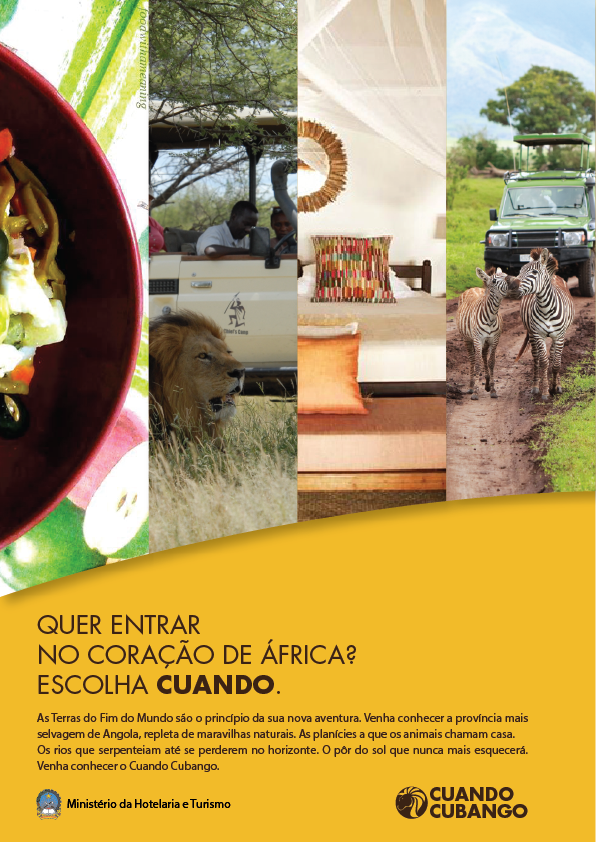 foodwithameaning
Chief's Camp
QUER ENTRAR
NO CORAÇÃO DE ÁFRICA?
ESCOLHA CUANDO.
As Terras do Fim do Mundo são o princípio da sua nova aventura. Venha conhecer a província mais
selvagem de Angola, repleta de maravilhas naturais. As planícies a que os animais chamam casa.
Os rios que serpenteiam até se perderem no horizonte. O pôr do sol que nunca mais esquecerá.
Venha conhecer o Cuando Cubango.
Ministério da Hotelaria e Turismo
CUANDO
CUBANGO